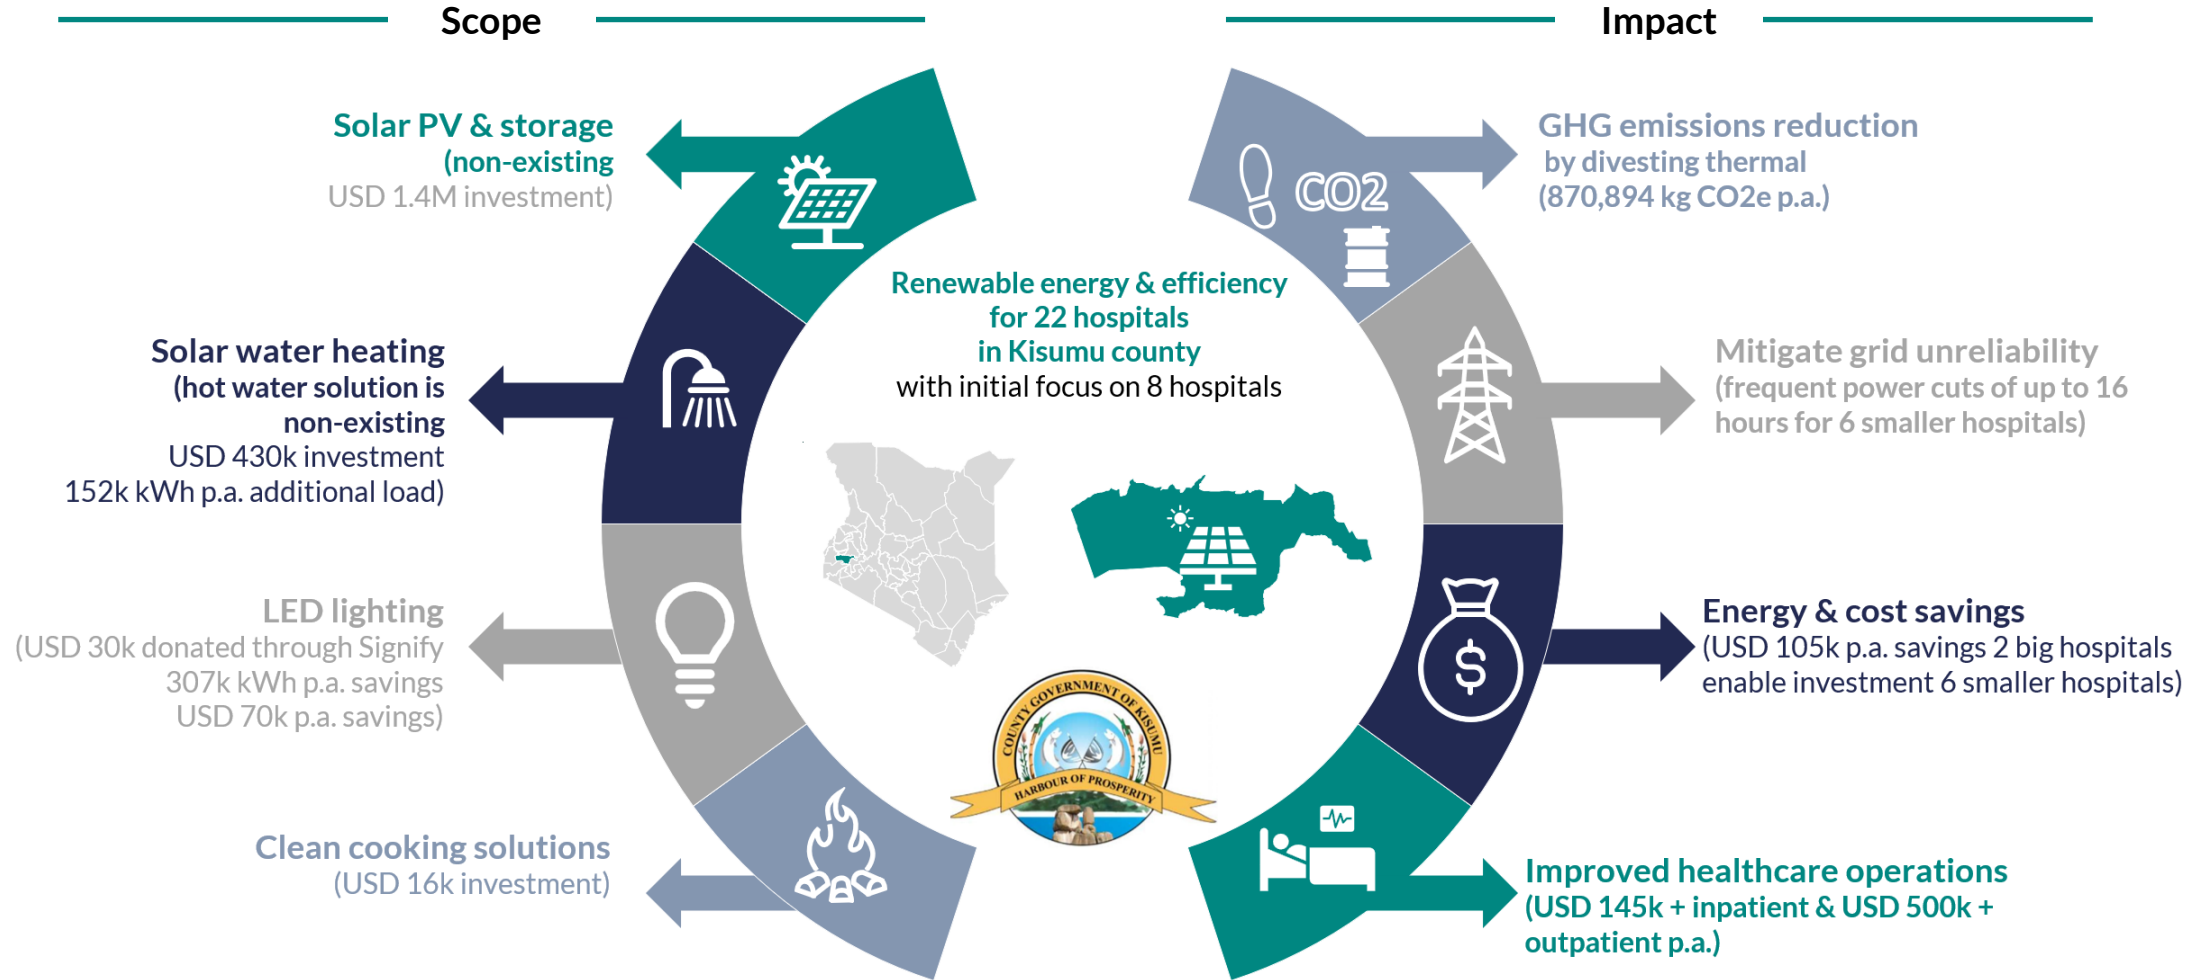 Scope
Solar PV & storage
(non-existing
USD 1.4M investment)
Solar water heating
(hot water solution is
non-existing
USD 430k investment
152k kWh p.a. additional load)
LED lighting
(USD 30k donated through Signify
307k kWh p.a. savings
USD 70k p.a. savings)
Clean cooking solutions
(USD 16k investment)
Renewable energy & efficiency
for 22 hospitals
in Kisumu county
with initial focus on 8 hospitals
COUNTY GOVERNMENT OF KISUMU
HARBOUR OF PROSPERITY
Impact
CO2
GHG emissions reduction
by divesting thermal
(870,894 kg CO2e p.a.)
Mitigate grid unreliability
(frequent power cuts of up to 16
hours for 6 smaller hospitals)
$
Energy & cost savings
(USD 105k p.a. savings 2 big hospitals
enable investment 6 smaller hospitals)
Improved healthcare operations
(USD 145k + inpatient & USD 500k +
outpatient p.a.)